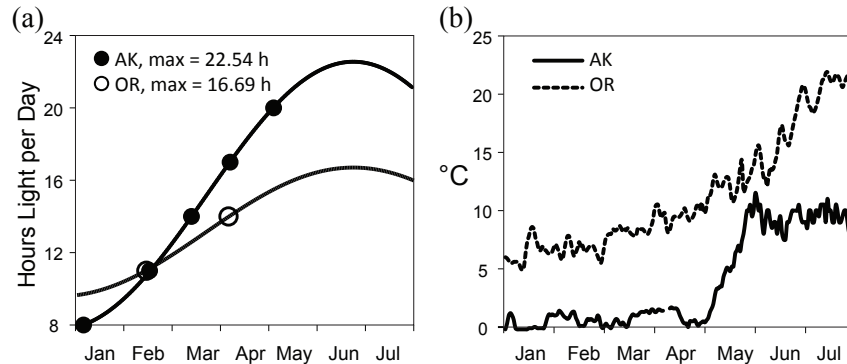 (a)
24
20
16
12
8
Hours Light per Day
AK, max = 22.54 h
OR, max = 16.69 h
Jan Feb Mar Apr May Jun Jul
(b)
25
20
15
10
5
0
°C
AK
OR
Jan Feb Mar Apr May Jun Jul